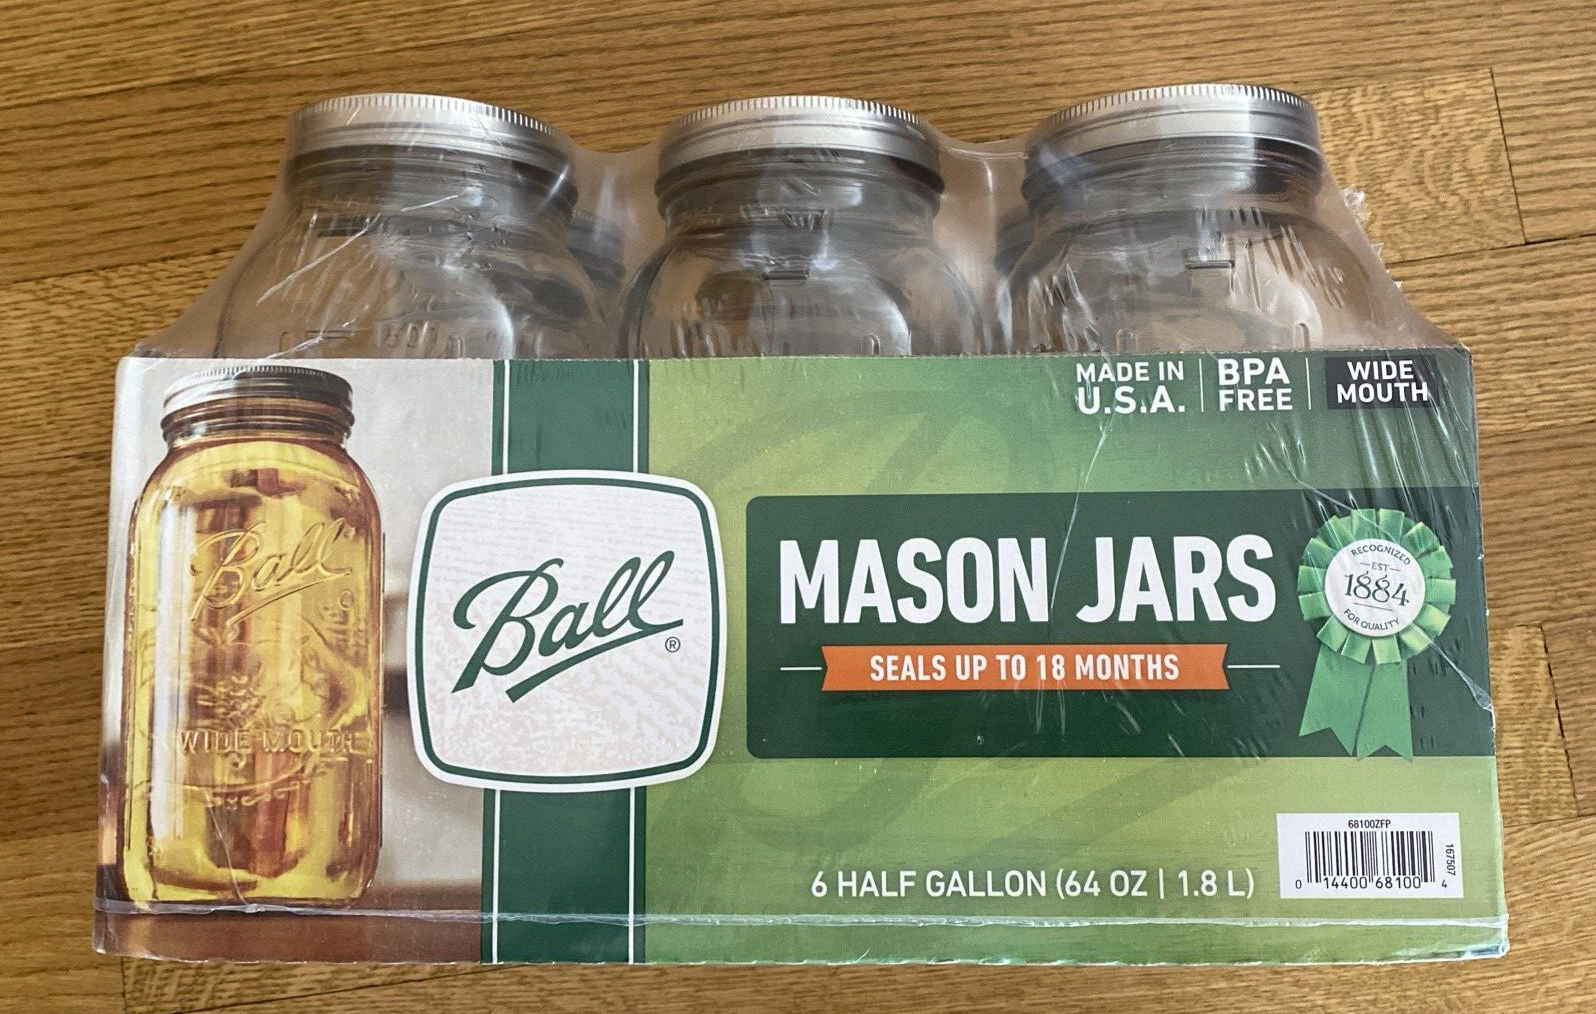 MADE IN
U.S.A.
BPA
FREE
WIDE
MOUTH
Ball®
WIDE MOUTH
Ball®
MASON JARS
SEALS UP TO 18 MONTHS
RECOGNIZED
EST
1884
FOR QUALITY
6 HALF GALLON (64 OZ | 1.8 L)
68100ZFP
0 14400 68100 4
167507